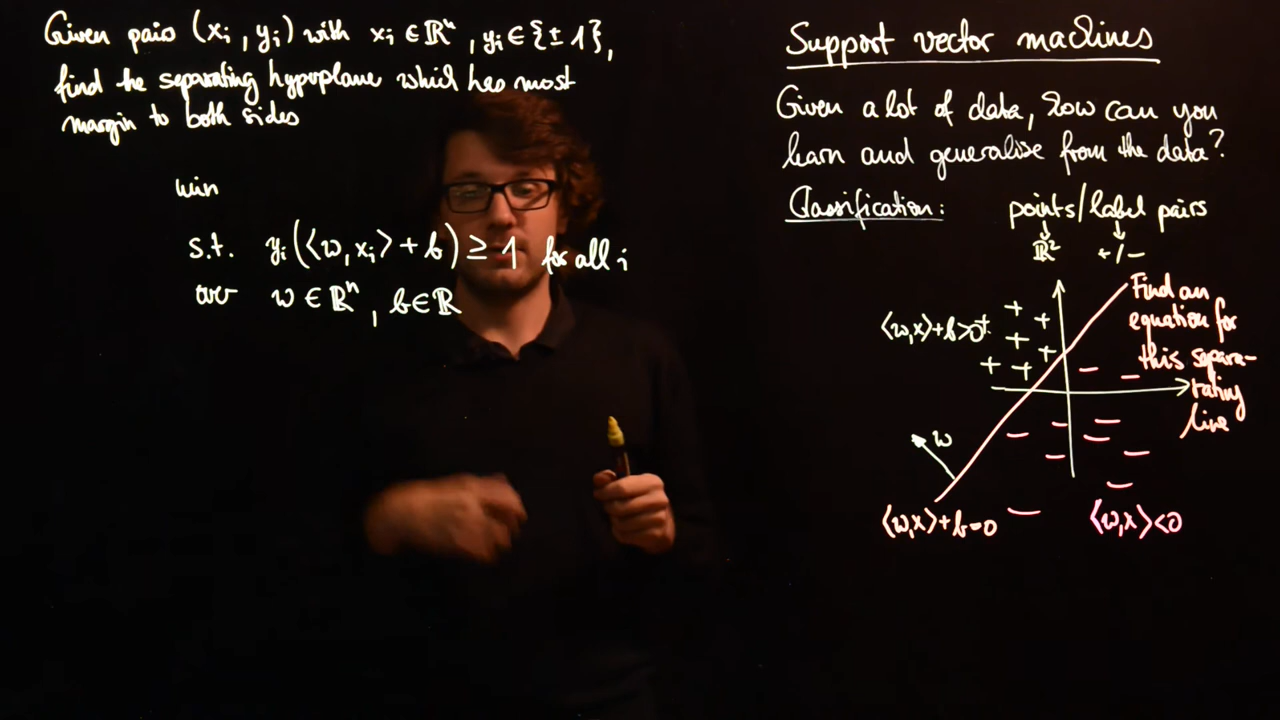 Given pairs (xᵢ, yᵢ) with xᵢ ∈ ℝⁿ, yᵢ ∈ {±1},
find the separating hyperplane which has most
margin to both sides
min
s.t. yᵢ(⟨w, xᵢ⟩ + b) ≥ 1 for all i
over w ∈ ℝⁿ, b ∈ ℝ
Support vector machines
Given a lot of data, how can you
learn and generalise from the data?
Classification: points/label pairs
ℝ² +/−
Find an
equation for
this separa-
ting
line
⟨w,x⟩+b>0
w
⟨w,x⟩+b=0
⟨w,x⟩<0